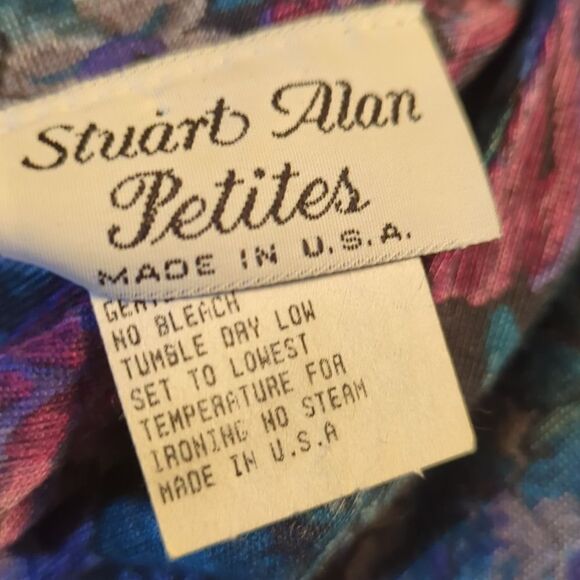 Stuart Alan
Petites
MADE IN U.S.A.
NO BLEACH
TUMBLE DRY LOW
SET TO LOWEST
TEMPERATURE FOR
IRONING NO STEAM
MADE IN U.S.A